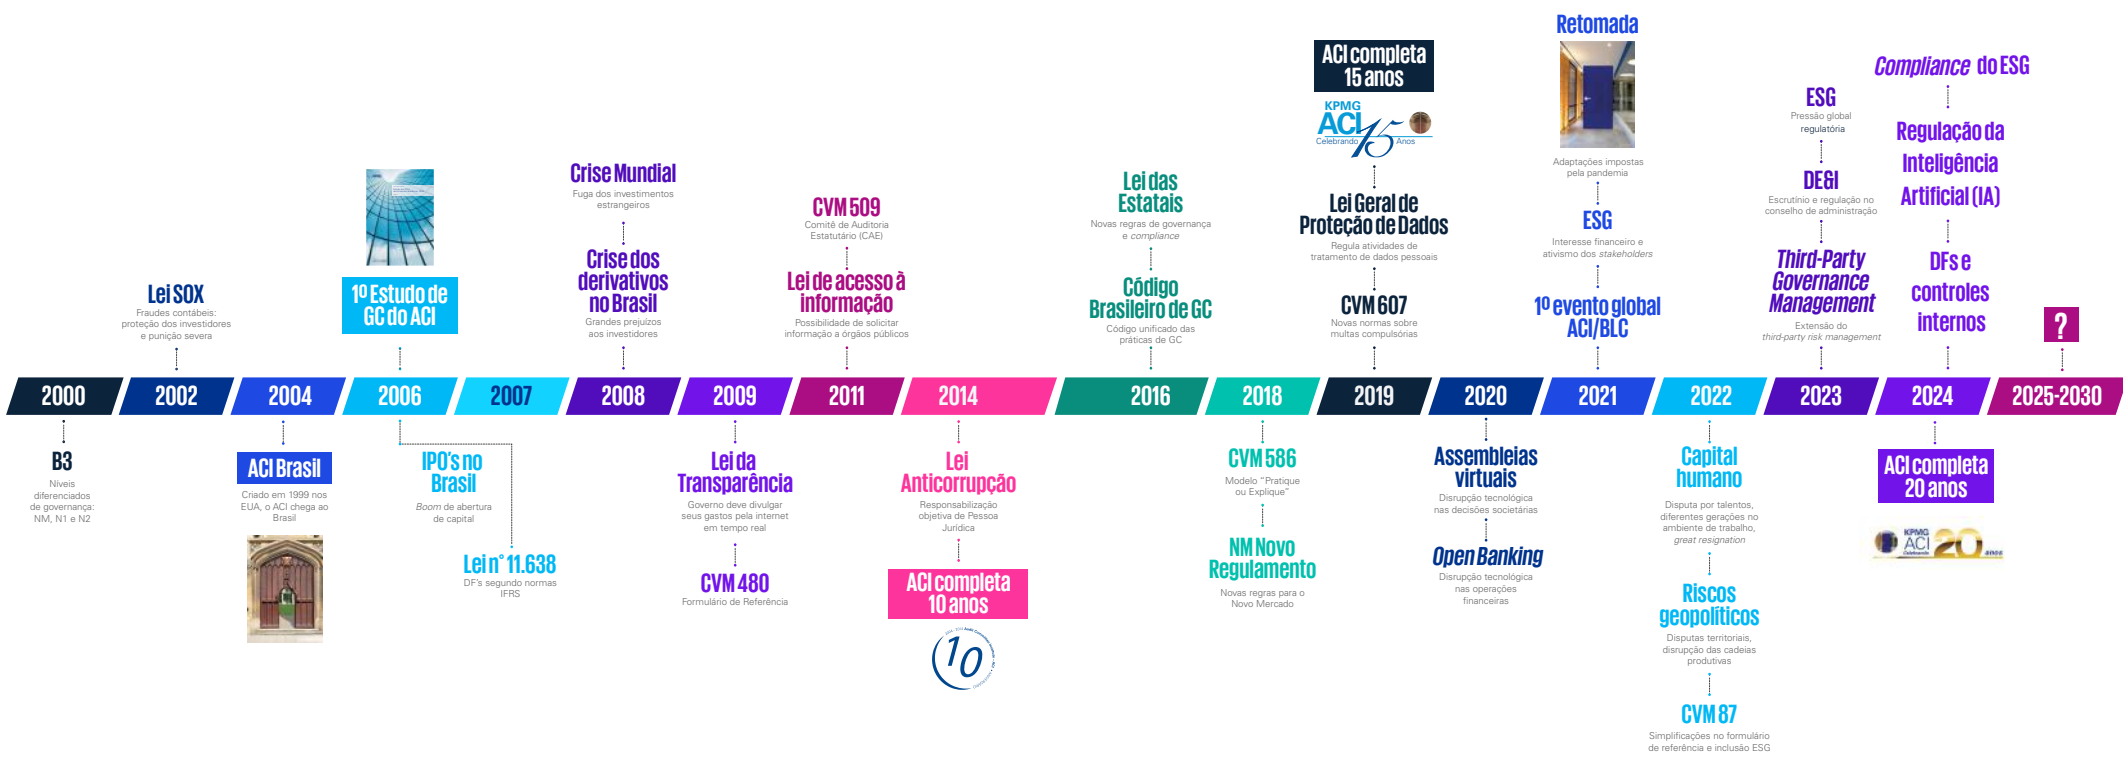 2000
B3
Níveis
diferenciados
de governança:
NM, N1 e N2
Lei SOX
Fraudes contábeis:
proteção dos investidores
e punição severa
2002
2004
ACI Brasil
Criado em 1999 nos
EUA, o ACI chega ao
Brasil
1º Estudo de
GC do ACI
2006
IPO's no
Brasil
Boom de abertura
de capital
2007
Lei n° 11.638
DF's segundo normas
IFRS
Crise Mundial
Fuga dos investimentos
estrangeiros
Crise dos
derivativos
no Brasil
Grandes prejuízos
aos investidores
2008
2009
Lei da
Transparência
Governo deve divulgar
seus gastos pela internet
em tempo real
CVM 480
Formulário de Referência
CVM 509
Comitê de Auditoria
Estatutário (CAE)
Lei de acesso à
informação
Possibilidade de solicitar
informação a órgãos públicos
2011
2014
Lei
Anticorrupção
Responsabilização
objetiva de Pessoa
Jurídica
ACI completa
10 anos
10
Lei das
Estatais
Novas regras de governança
e compliance
Código
Brasileiro de GC
Código unificado das
práticas de GC
2016
2018
CVM 586
Modelo "Pratique
ou Explique"
NM Novo
Regulamento
Novas regras para o
Novo Mercado
ACI completa
15 anos
KPMG
ACI 15
Celebrando Anos
Lei Geral de
Proteção de Dados
Regula atividades de
tratamento de dados pessoais
CVM 607
Novas normas sobre
multas compulsórias
2019
2020
Assembleias
virtuais
Disrupção tecnológica
nas decisões societárias
Open Banking
Disrupção tecnológica
nas operações
financeiras
Retomada
Adaptações impostas
pela pandemia
ESG
Interesse financeiro e
ativismo dos stakeholders
1º evento global
ACI/BLC
2021
2022
Capital
humano
Disputa por talentos,
diferentes gerações no
ambiente de trabalho,
great resignation
Riscos
geopolíticos
Disputas territoriais,
disrupção das cadeias
produtivas
CVM 87
Simplificações no formulário
de referência e inclusão ESG
ESG
Pressão global
regulatória
DE&I
Escrutínio e regulação no
conselho de administração
Third-Party
Governance
Management
Extensão do
third-party risk management
2023
Compliance do ESG
Regulação da
Inteligência
Artificial (IA)
DFs e
controles
internos
2024
ACI completa
20 anos
KPMG
ACI 20
Celebrando anos
?
2025-2030